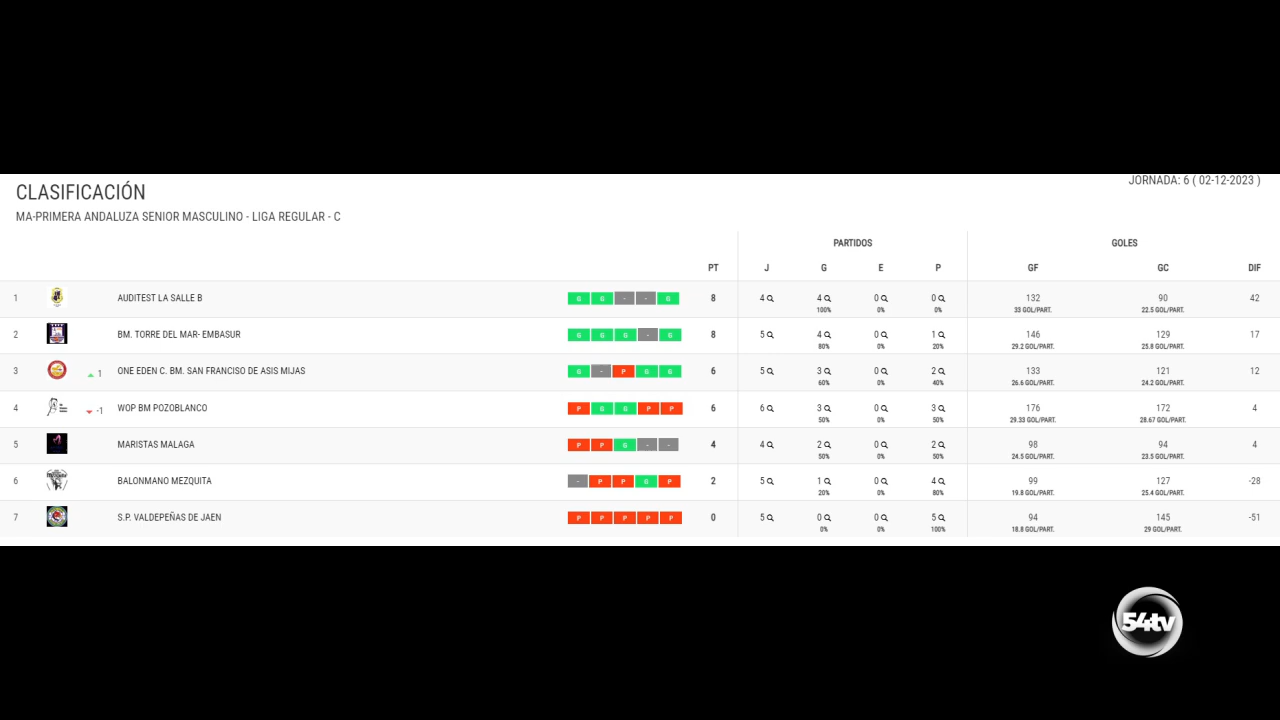 JORNADA: 6 ( 02-12-2023 )
CLASIFICACIÓN
MA-PRIMERA ANDALUZA SENIOR MASCULINO - LIGA REGULAR - C
PARTIDOS GOLES
PT J G E P GF GC DIF
1 AUDITEST LA SALLE B G G - - G 8 4 4 0 0 132 90 42
100% 0% 0% 33 GOL/PART. 22.5 GOL/PART.
2 BM. TORRE DEL MAR- EMBASUR G G G - G 8 5 4 0 1 146 129 17
80% 0% 20% 29.2 GOL/PART. 25.8 GOL/PART.
3 1 ONE EDEN C. BM. SAN FRANCISO DE ASIS MIJAS G - P G G 6 5 3 0 2 133 121 12
60% 0% 40% 26.6 GOL/PART. 24.2 GOL/PART.
4 -1 WOP BM POZOBLANCO P G G P P 6 6 3 0 3 176 172 4
50% 0% 50% 29.33 GOL/PART. 28.67 GOL/PART.
5 MARISTAS MALAGA P P G - - 4 4 2 0 2 98 94 4
50% 0% 50% 24.5 GOL/PART. 23.5 GOL/PART.
6 BALONMANO MEZQUITA - P P G P 2 5 1 0 4 99 127 -28
20% 0% 80% 19.8 GOL/PART. 25.4 GOL/PART.
7 S.P. VALDEPEÑAS DE JAEN P P P P P 0 5 0 0 5 94 145 -51
0% 0% 100% 18.8 GOL/PART. 29 GOL/PART.
54tv